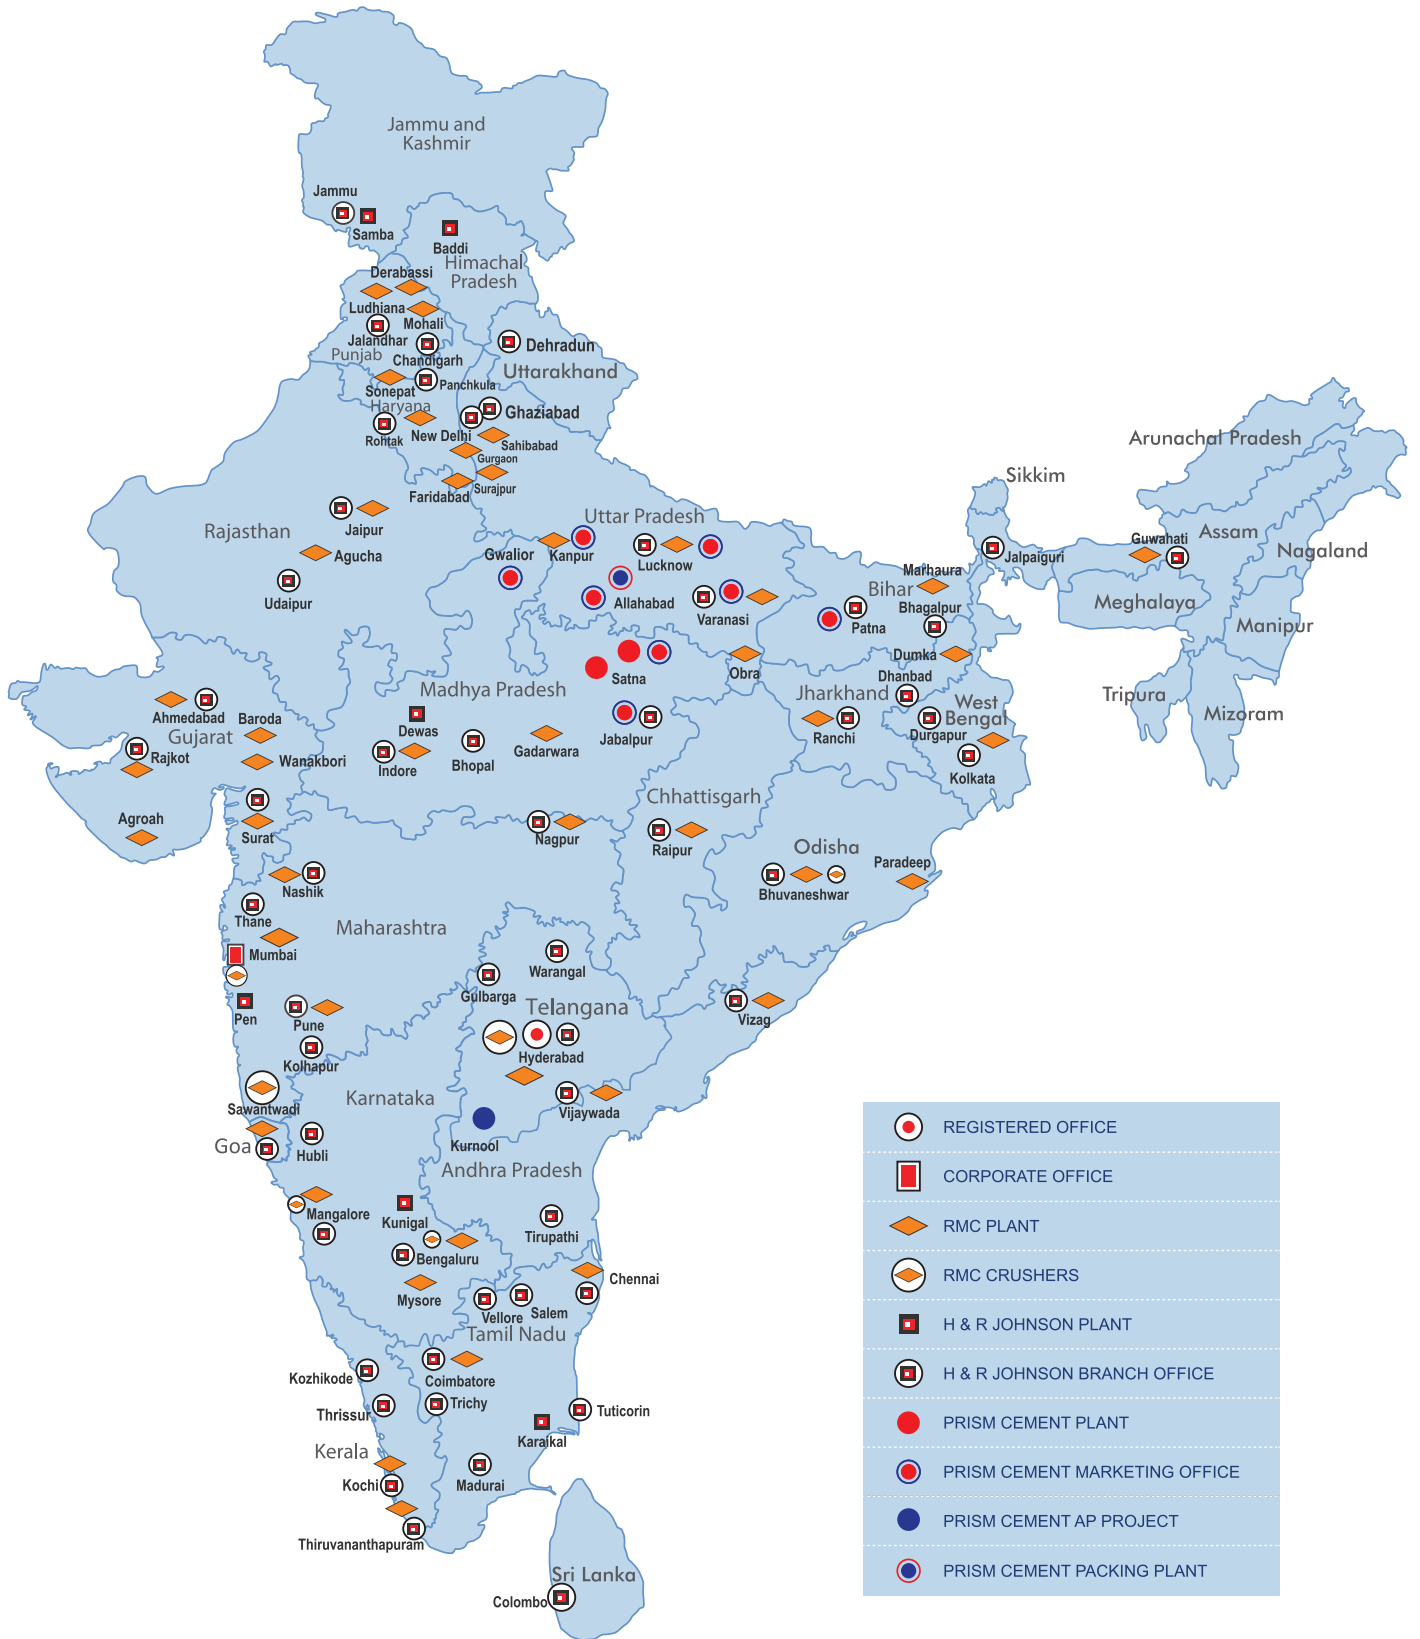 Jammu and
Kashmir
Jammu
Samba
Baddi
Himachal
Pradesh
Derabassi
Ludhiana
Mohali
Jalandhar
Punjab
Chandigarh
Dehradun
Uttarakhand
Sonepat
Panchkula
Haryana
Ghaziabad
Rohtak
New Delhi
Sahibabad
Gurgaon
Surajpur
Faridabad
Arunachal Pradesh
Sikkim
Rajasthan
Jaipur
Agucha
Udaipur
Uttar Pradesh
Kanpur
Gwalior
Lucknow
Allahabad
Varanasi
Jalpaiguri
Guwahati
Assam
Nagaland
Marhaura
Bihar
Bhagalpur
Patna
Meghalaya
Manipur
Dumka
Obra
Satna
Dhanbad
Tripura
Mizoram
Madhya Pradesh
Jharkhand
West
Bengal
Ahmedabad
Baroda
Gujarat
Dewas
Jabalpur
Ranchi
Durgapur
Rajkot
Wanakbori
Indore
Bhopal
Gadarwara
Kolkata
Chhattisgarh
Agroah
Surat
Nagpur
Raipur
Odisha
Paradeep
Bhuvaneshwar
Nashik
Thane
Maharashtra
Mumbai
Warangal
Gulbarga
Pen
Pune
Telangana
Vizag
Kolhapur
Hyderabad
Sawantwadi
Karnataka
Vijaywada
Goa
Hubli
Kurnool
Andhra Pradesh
Mangalore
Kunigal
Tirupathi
Bengaluru
Mysore
Chennai
Vellore
Salem
Tamil Nadu
Kozhikode
Coimbatore
Thrissur
Trichy
Tuticorin
Karaikal
Kerala
Kochi
Madurai
Thiruvananthapuram
Sri Lanka
Colombo
REGISTERED OFFICE
CORPORATE OFFICE
RMC PLANT
RMC CRUSHERS
H & R JOHNSON PLANT
H & R JOHNSON BRANCH OFFICE
PRISM CEMENT PLANT
PRISM CEMENT MARKETING OFFICE
PRISM CEMENT AP PROJECT
PRISM CEMENT PACKING PLANT